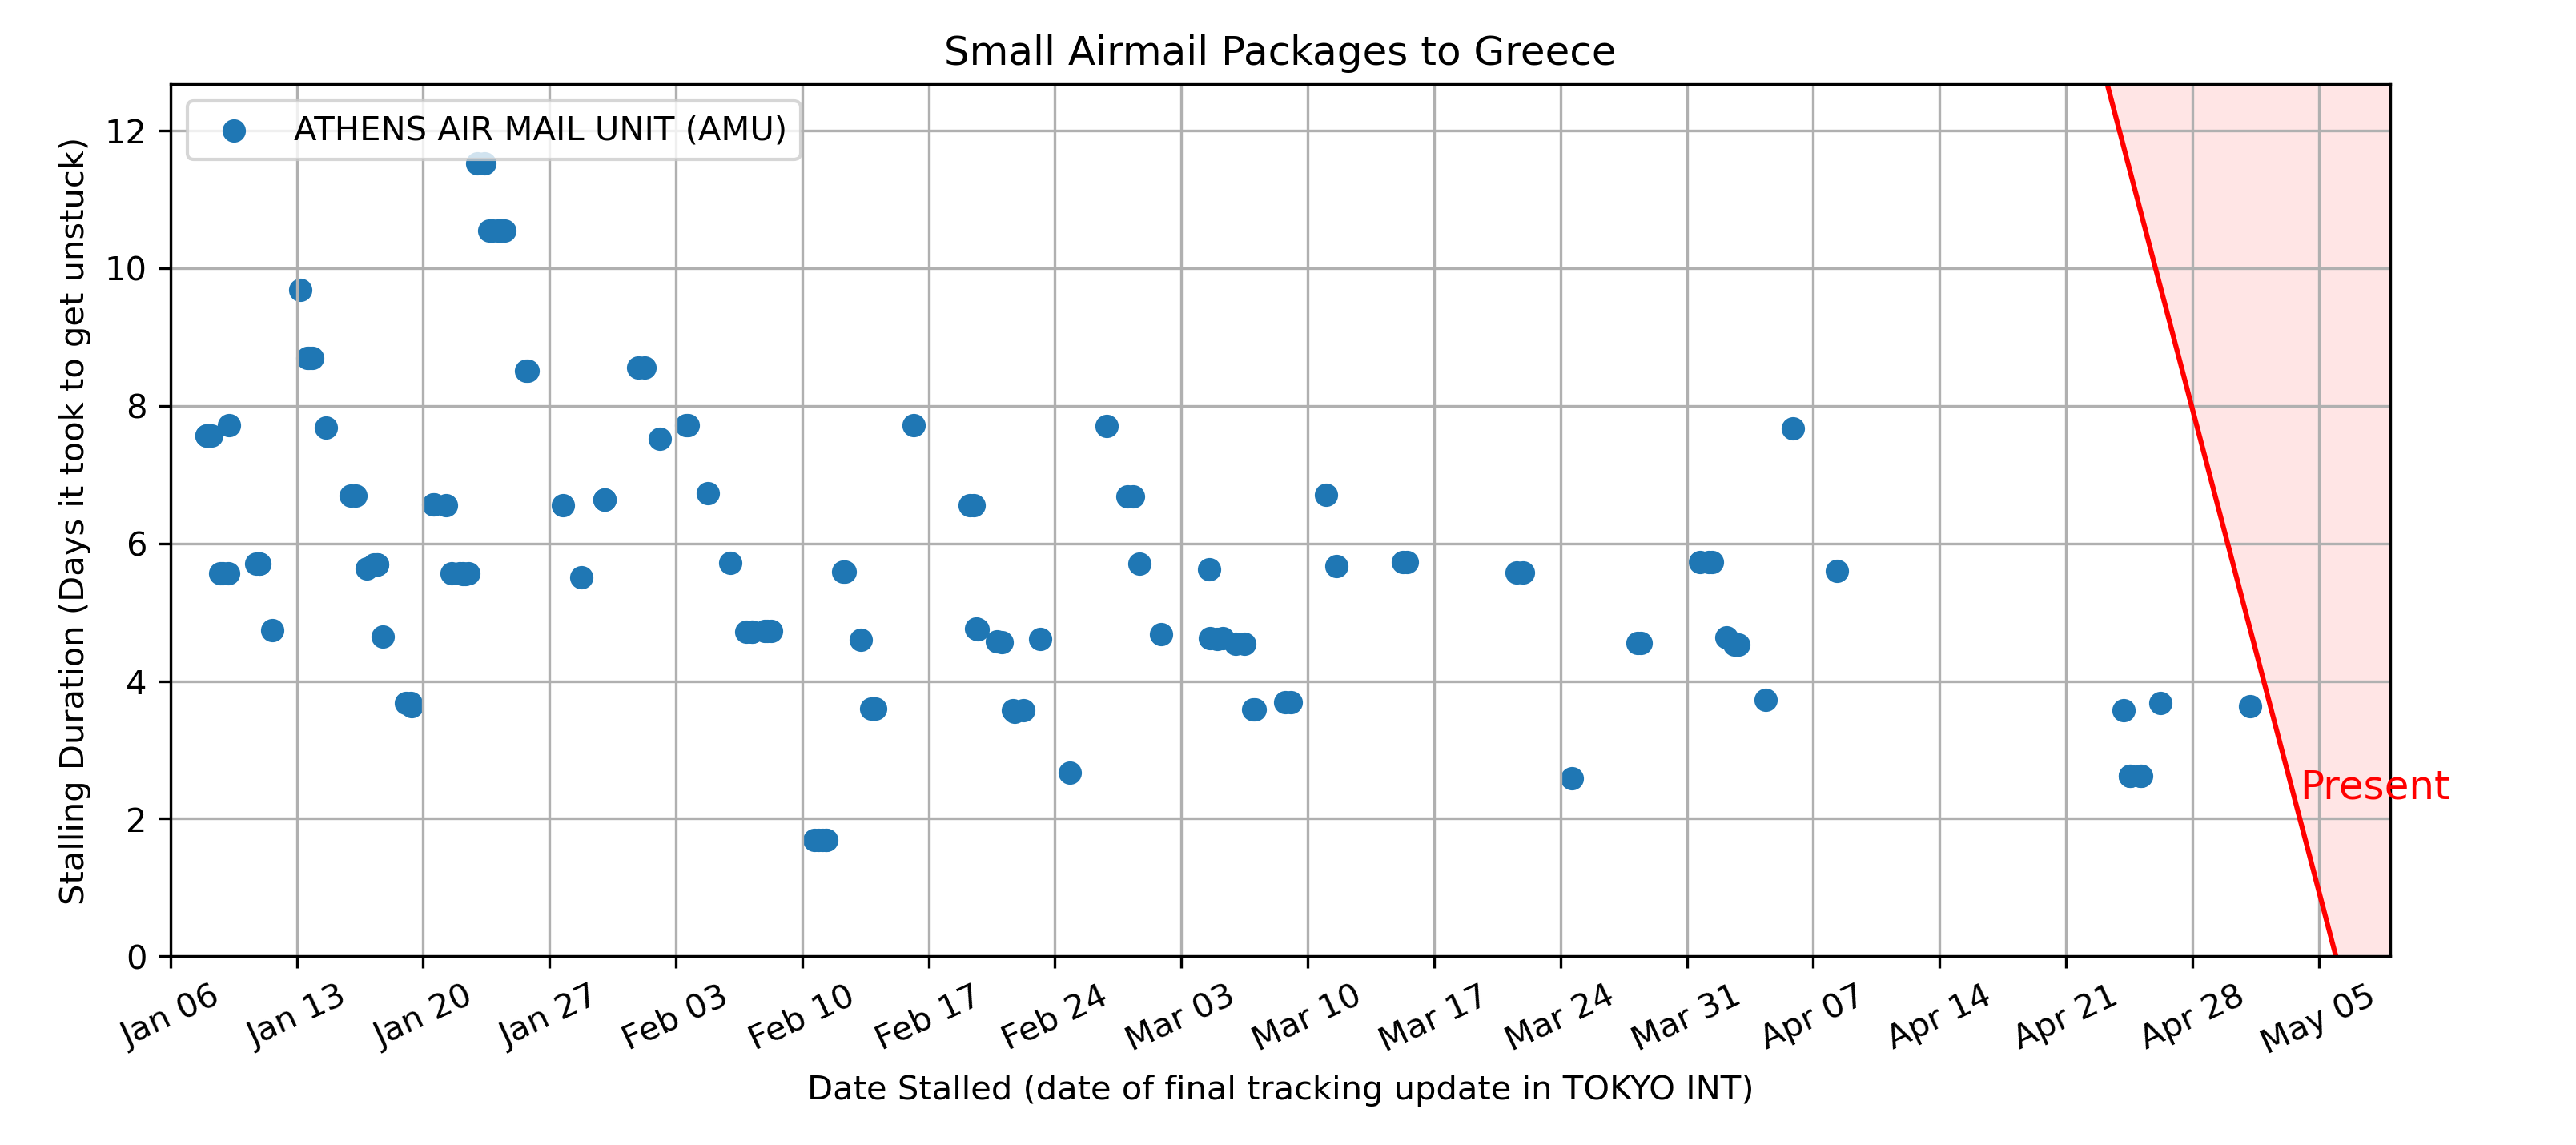 Small Airmail Packages to Greece
ATHENS AIR MAIL UNIT (AMU)
Stalling Duration (Days it took to get unstuck)
12
10
8
6
4
2
0
Present
Jan 06 Jan 13 Jan 20 Jan 27 Feb 03 Feb 10 Feb 17 Feb 24 Mar 03 Mar 10 Mar 17 Mar 24 Mar 31 Apr 07 Apr 14 Apr 21 Apr 28 May 05
Date Stalled (date of final tracking update in TOKYO INT)